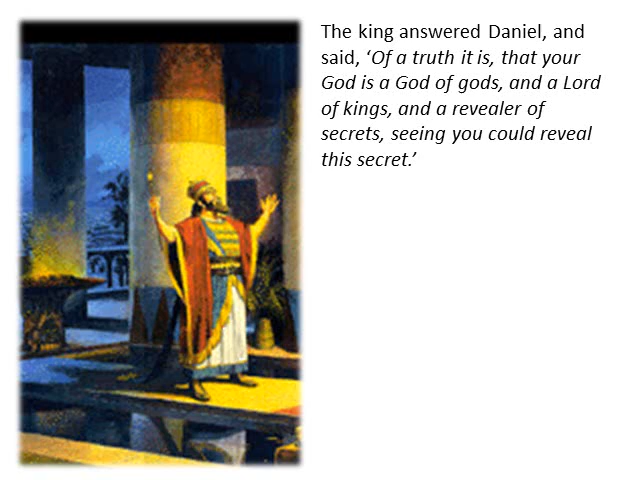 The king answered Daniel, and
said, ‘Of a truth it is, that your
God is a God of gods, and a Lord
of kings, and a revealer of
secrets, seeing you could reveal
this secret.’